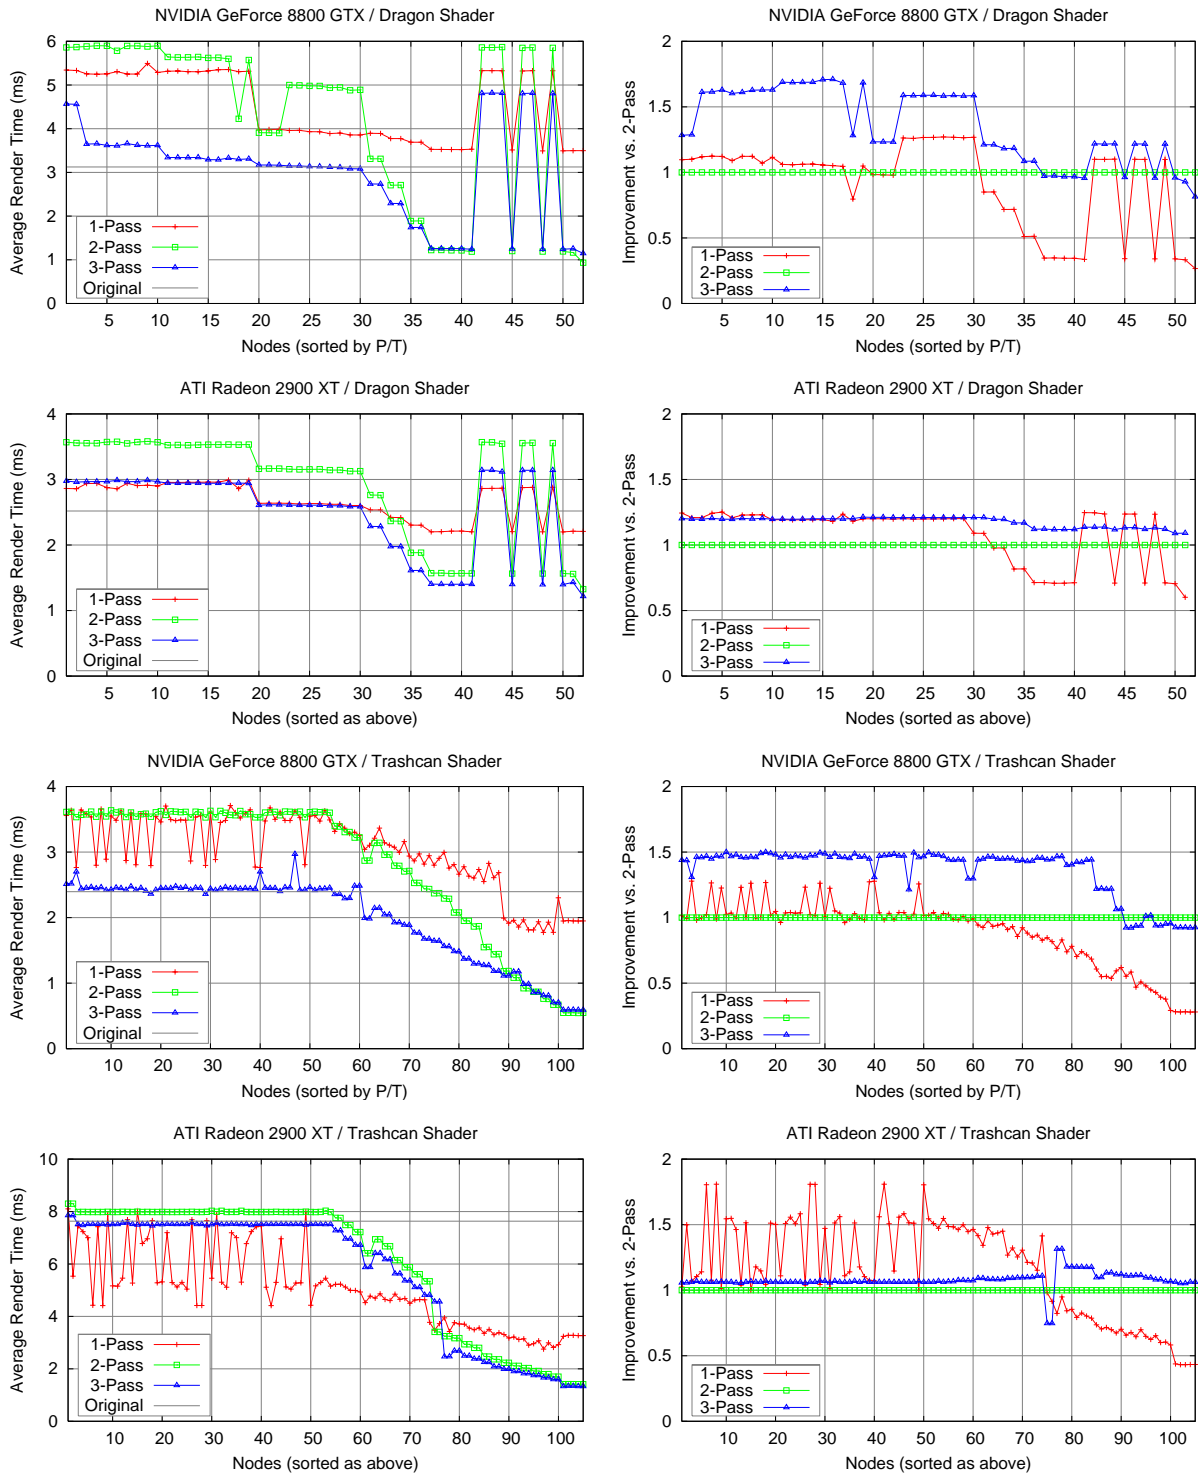 NVIDIA GeForce 8800 GTX / Dragon Shader
Average Render Time (ms)
6
5
4
3
2
1
0
1-Pass
2-Pass
3-Pass
Original
5 10 15 20 25 30 35 40 45 50
Nodes (sorted by P/T)
NVIDIA GeForce 8800 GTX / Dragon Shader
Improvement vs. 2-Pass
2
1.5
1
0.5
0
1-Pass
2-Pass
3-Pass
5 10 15 20 25 30 35 40 45 50
Nodes (sorted by P/T)
ATI Radeon 2900 XT / Dragon Shader
Average Render Time (ms)
4
3
2
1
0
1-Pass
2-Pass
3-Pass
Original
5 10 15 20 25 30 35 40 45 50
Nodes (sorted as above)
ATI Radeon 2900 XT / Dragon Shader
Improvement vs. 2-Pass
2
1.5
1
0.5
0
1-Pass
2-Pass
3-Pass
5 10 15 20 25 30 35 40 45 50
Nodes (sorted as above)
NVIDIA GeForce 8800 GTX / Trashcan Shader
Average Render Time (ms)
4
3
2
1
0
1-Pass
2-Pass
3-Pass
Original
10 20 30 40 50 60 70 80 90 100
Nodes (sorted by P/T)
NVIDIA GeForce 8800 GTX / Trashcan Shader
Improvement vs. 2-Pass
2
1.5
1
0.5
0
1-Pass
2-Pass
3-Pass
10 20 30 40 50 60 70 80 90 100
Nodes (sorted by P/T)
ATI Radeon 2900 XT / Trashcan Shader
Average Render Time (ms)
10
8
6
4
2
0
1-Pass
2-Pass
3-Pass
Original
10 20 30 40 50 60 70 80 90 100
Nodes (sorted as above)
ATI Radeon 2900 XT / Trashcan Shader
Improvement vs. 2-Pass
2
1.5
1
0.5
0
1-Pass
2-Pass
3-Pass
10 20 30 40 50 60 70 80 90 100
Nodes (sorted as above)